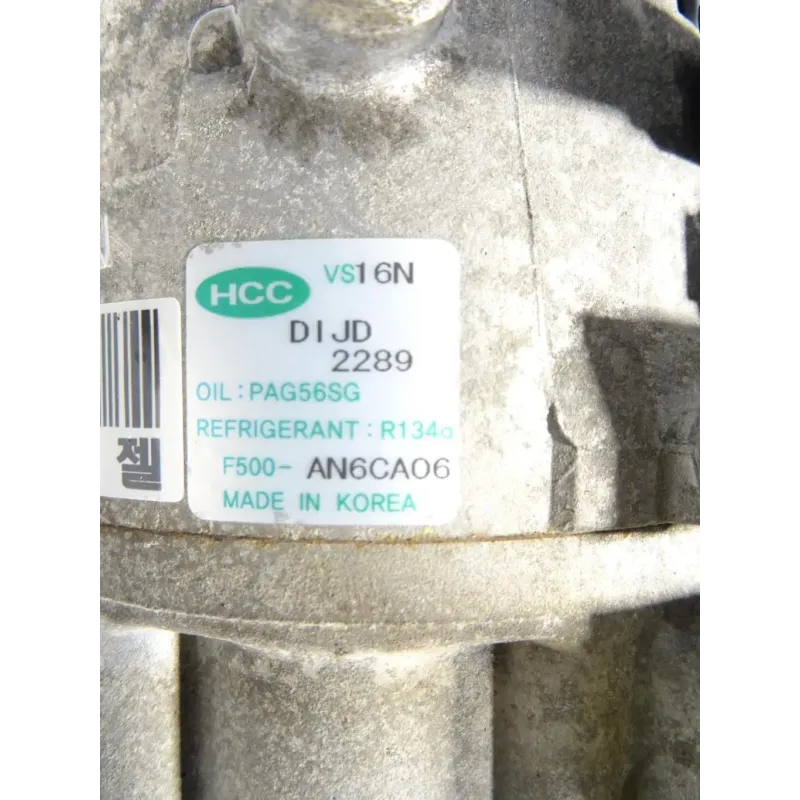 HCC VS16N
DIJD
2289
OIL : PAG56SG
REFRIGERANT : R134a
F500- AN6CA06
MADE IN KOREA
젤